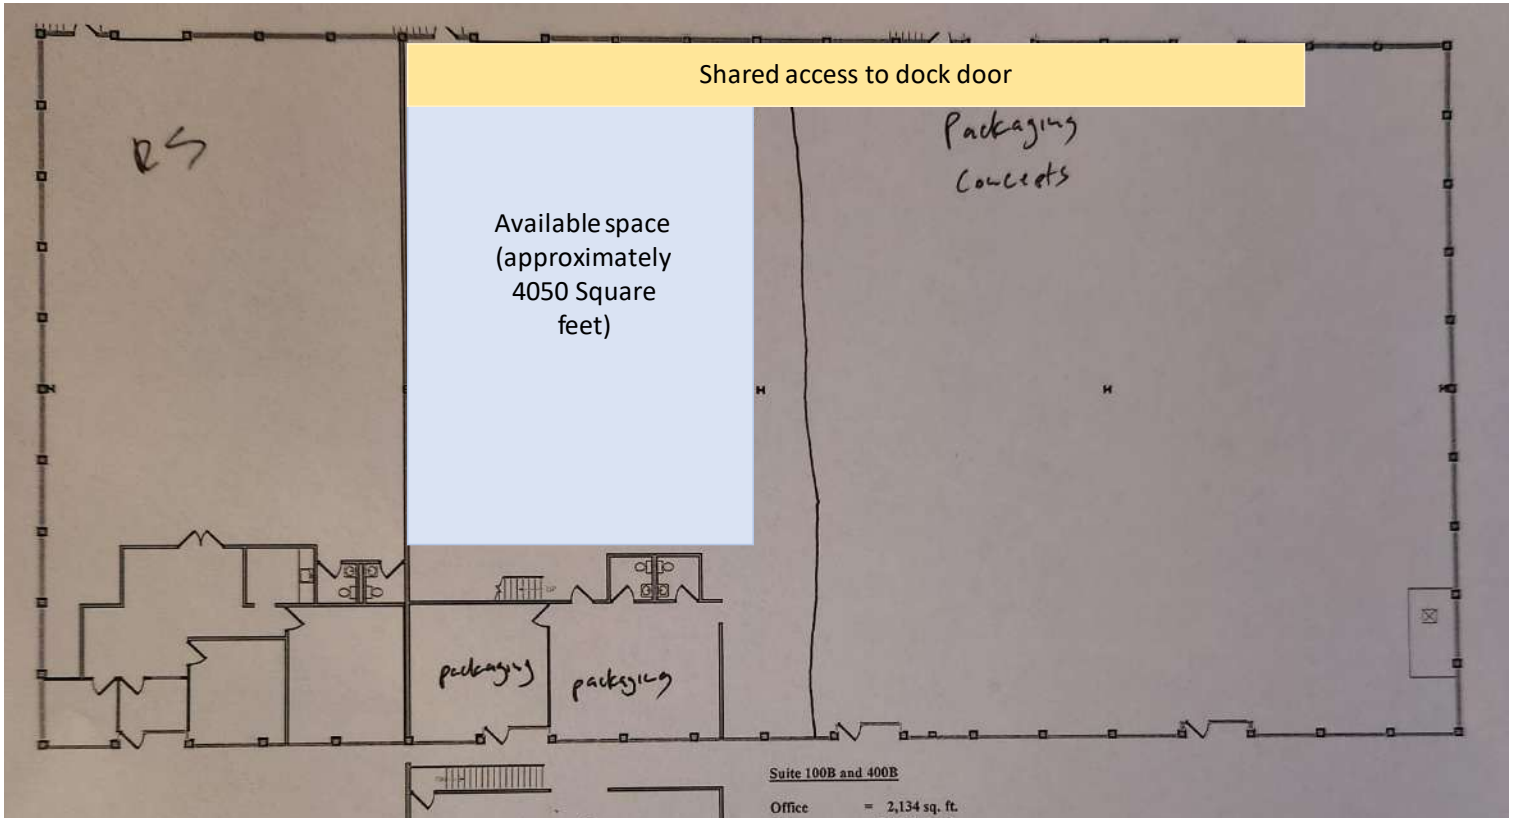 Shared access to dock door
RS
Packaging
Concepts
Available space
(approximately
4050 Square
feet)
packaging
packaging
Suite 100B and 400B
Office = 2,134 sq. ft.